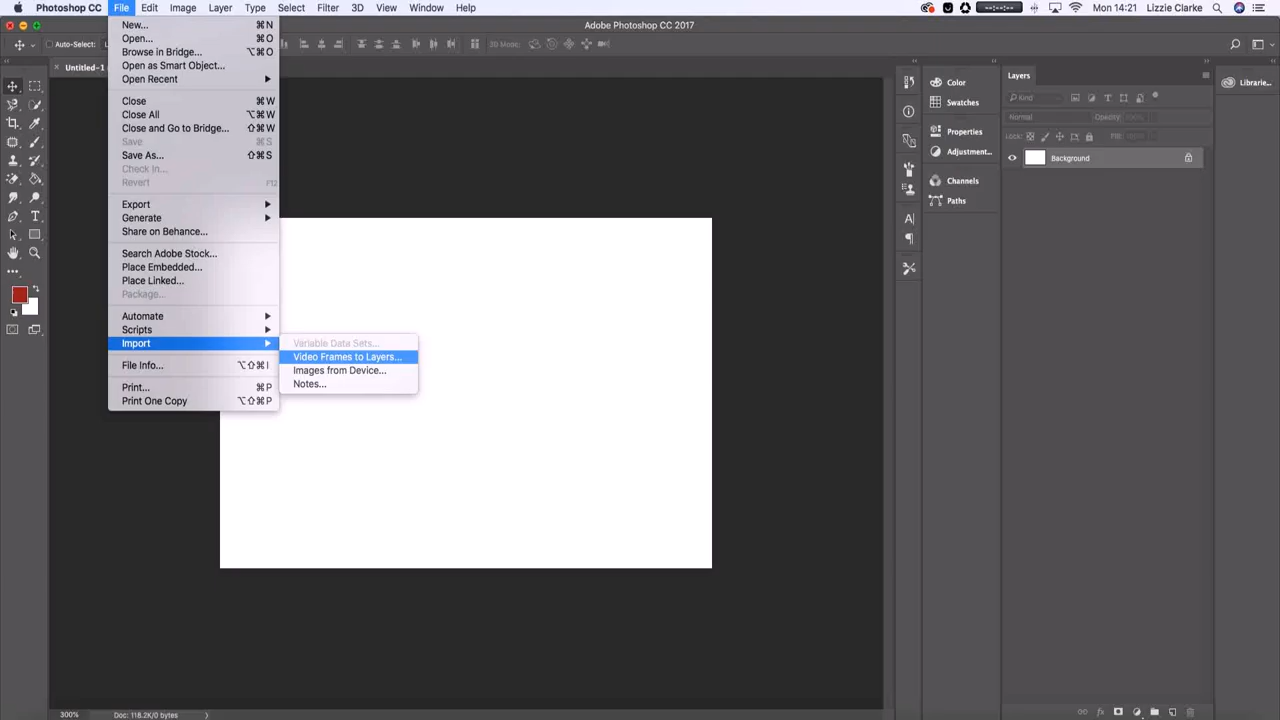 Photoshop CC File Edit Image Layer Type Select Filter 3D View Window Help Mon 14:21 Lizzie Clarke
Adobe Photoshop CC 2017
Auto-Select: 3D Mode:
Untitled-1
New... ⌘N
Open... ⌘O
Browse in Bridge... ⌥⌘O
Open as Smart Object...
Open Recent
Close ⌘W
Close All ⌥⌘W
Close and Go to Bridge... ⇧⌘W
Save ⌘S
Save As... ⇧⌘S
Check In...
Revert F12
Export
Generate
Share on Behance...
Search Adobe Stock...
Place Embedded...
Place Linked...
Package...
Automate
Scripts
Import
File Info... ⌥⇧⌘I
Print... ⌘P
Print One Copy ⌥⇧⌘P
Variable Data Sets...
Video Frames to Layers...
Images from Device...
Notes...
Color
Swatches
Properties
Adjustment...
Channels
Paths
Layers
Kind
Normal Opacity: 100%
Lock: Fill:
Background
Librarie...
300% Doc: 118.2K/0 bytes